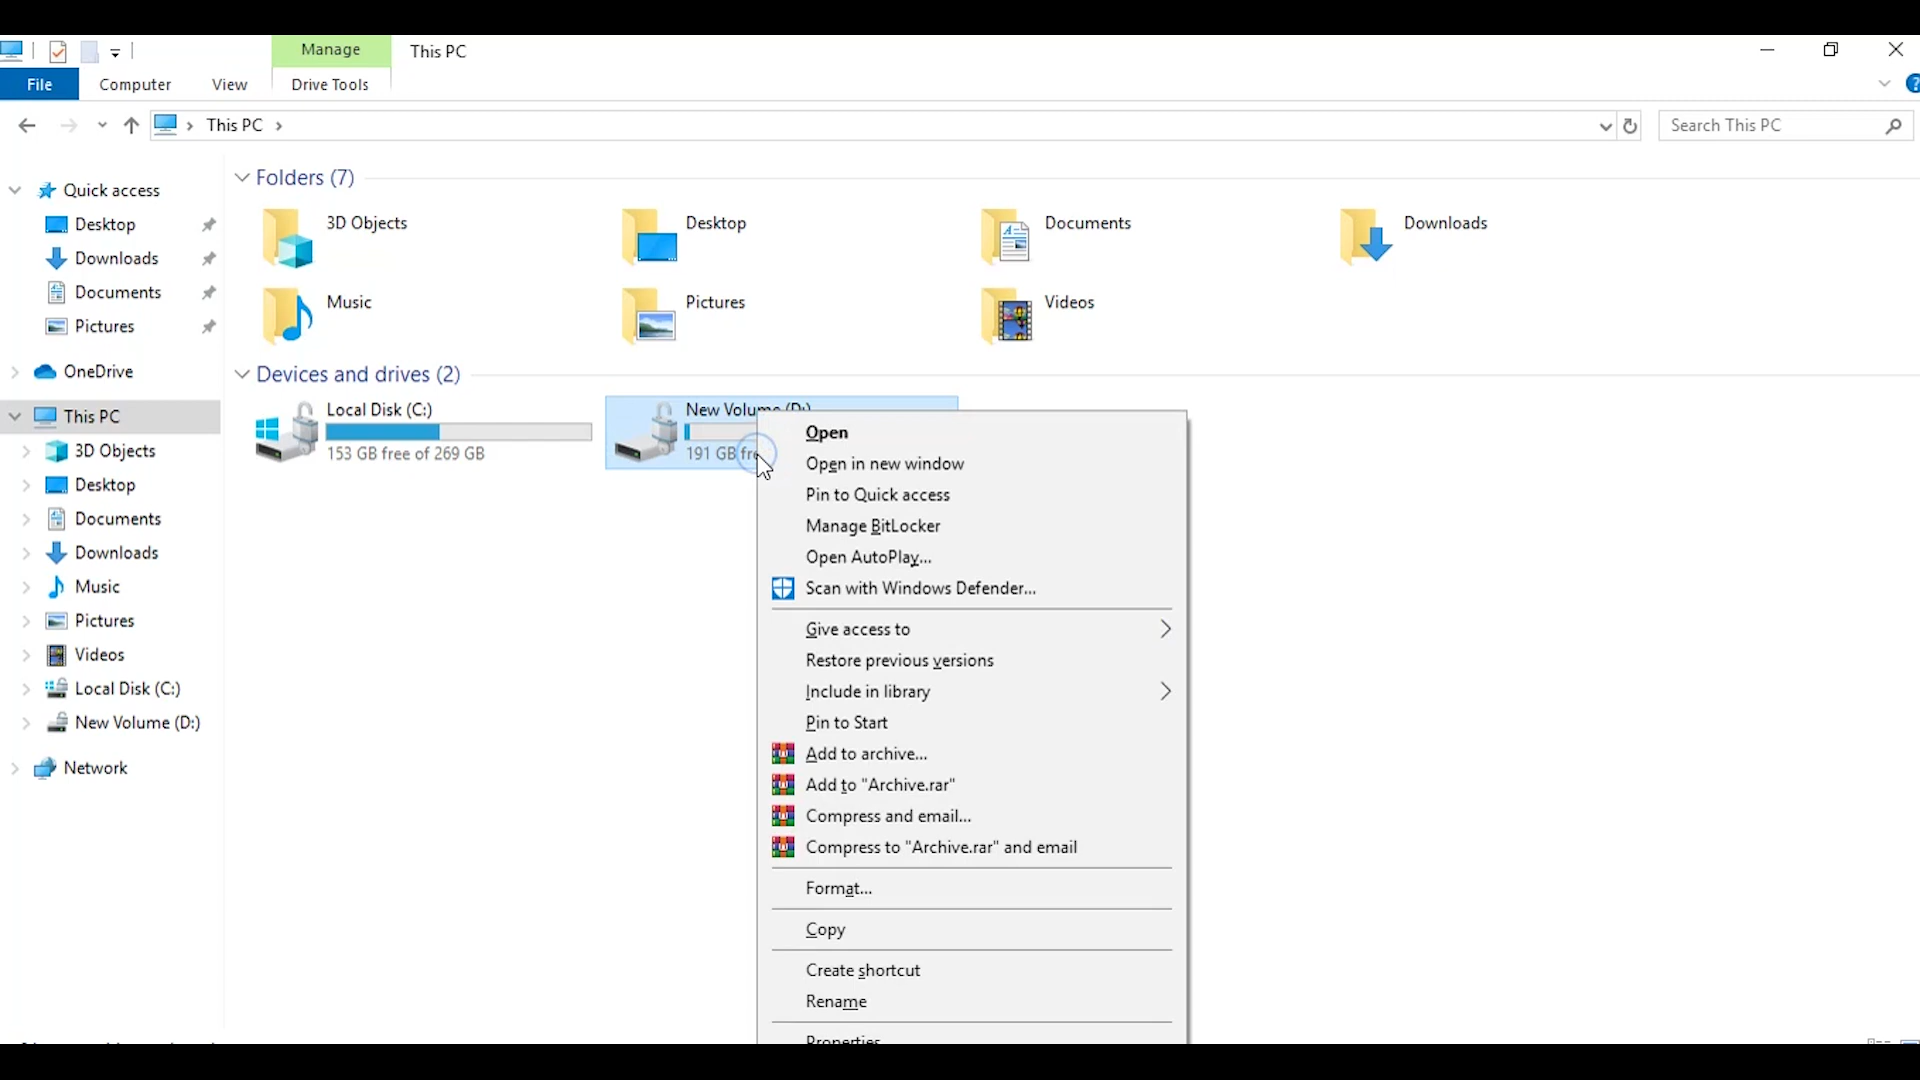 Manage
This PC
File
Computer
View
Drive Tools
This PC
Search This PC
Quick access
Desktop
Downloads
Documents
Pictures
OneDrive
This PC
3D Objects
Desktop
Documents
Downloads
Music
Pictures
Videos
Local Disk (C:)
New Volume (D:)
Network
Folders (7)
3D Objects
Desktop
Documents
Downloads
Music
Pictures
Videos
Devices and drives (2)
Local Disk (C:)
153 GB free of 269 GB
New Volume (D:)
191 GB
Open
Open in new window
Pin to Quick access
Manage BitLocker
Open AutoPlay...
Scan with Windows Defender...
Give access to
Restore previous versions
Include in library
Pin to Start
Add to archive...
Add to "Archive.rar"
Compress and email...
Compress to "Archive.rar" and email
Format...
Copy
Create shortcut
Rename
Properties